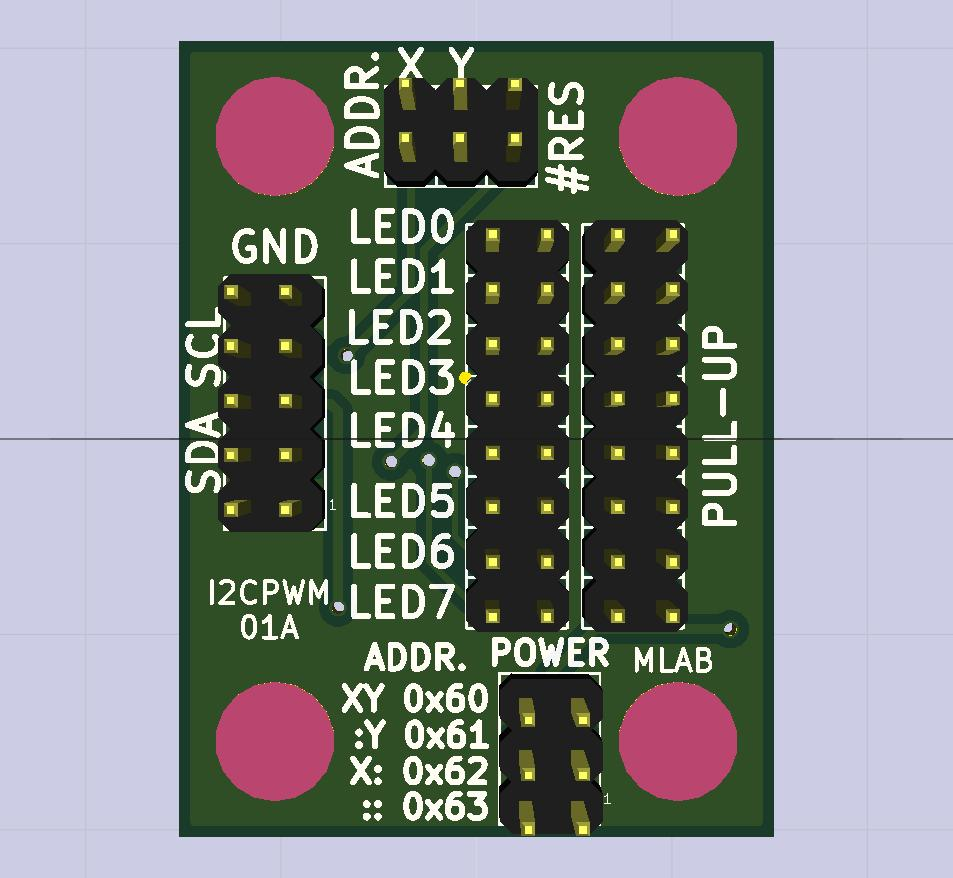 X Y
ADDR.
#RES
GND
LED0
LED1
LED2
LED3
LED4
LED5
LED6
LED7
SDA SCL
PULL-UP
1
I2CPWM
01A
ADDR.
POWER
MLAB
XY 0x60
:Y 0x61
X: 0x62
:: 0x63
1